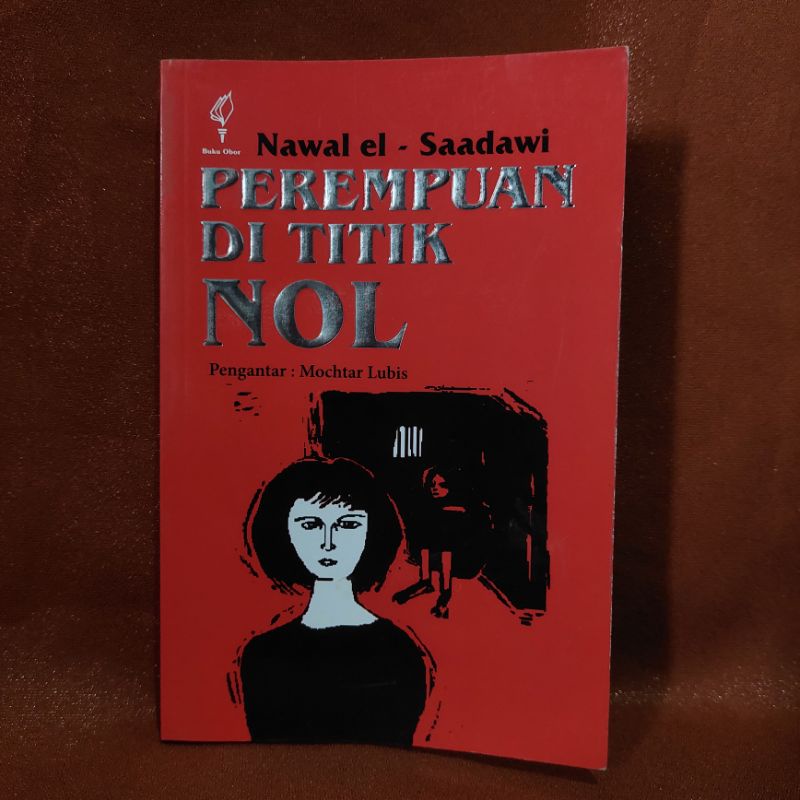 Buku Obor
Nawal el - Saadawi
PEREMPUAN
DI TITIK
NOL
Pengantar : Mochtar Lubis